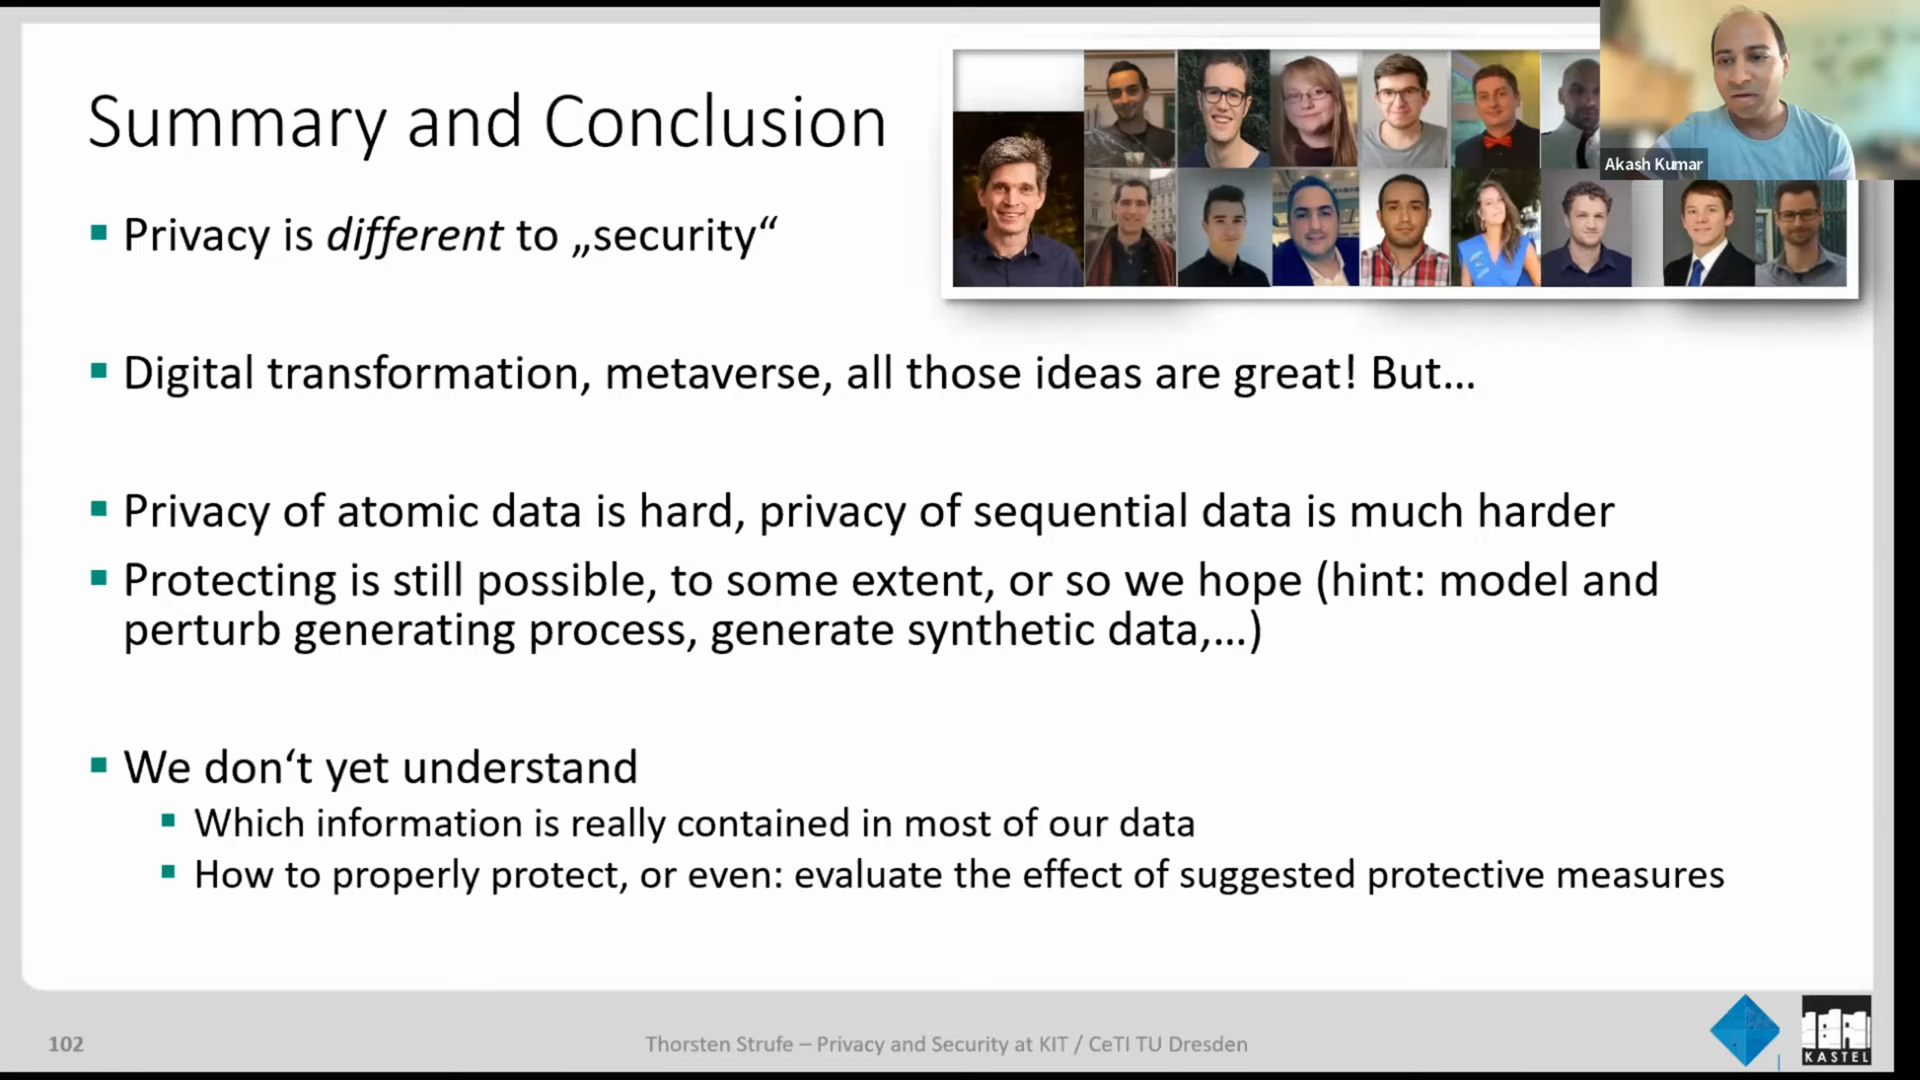 Summary and Conclusion
Akash Kumar
▪ Privacy is different to „security“
▪ Digital transformation, metaverse, all those ideas are great! But…
▪ Privacy of atomic data is hard, privacy of sequential data is much harder
▪ Protecting is still possible, to some extent, or so we hope (hint: model and
perturb generating process, generate synthetic data,…)
▪ We don‘t yet understand
▪ Which information is really contained in most of our data
▪ How to properly protect, or even: evaluate the effect of suggested protective measures
102
Thorsten Strufe – Privacy and Security at KIT / CeTI TU Dresden
KASTEL